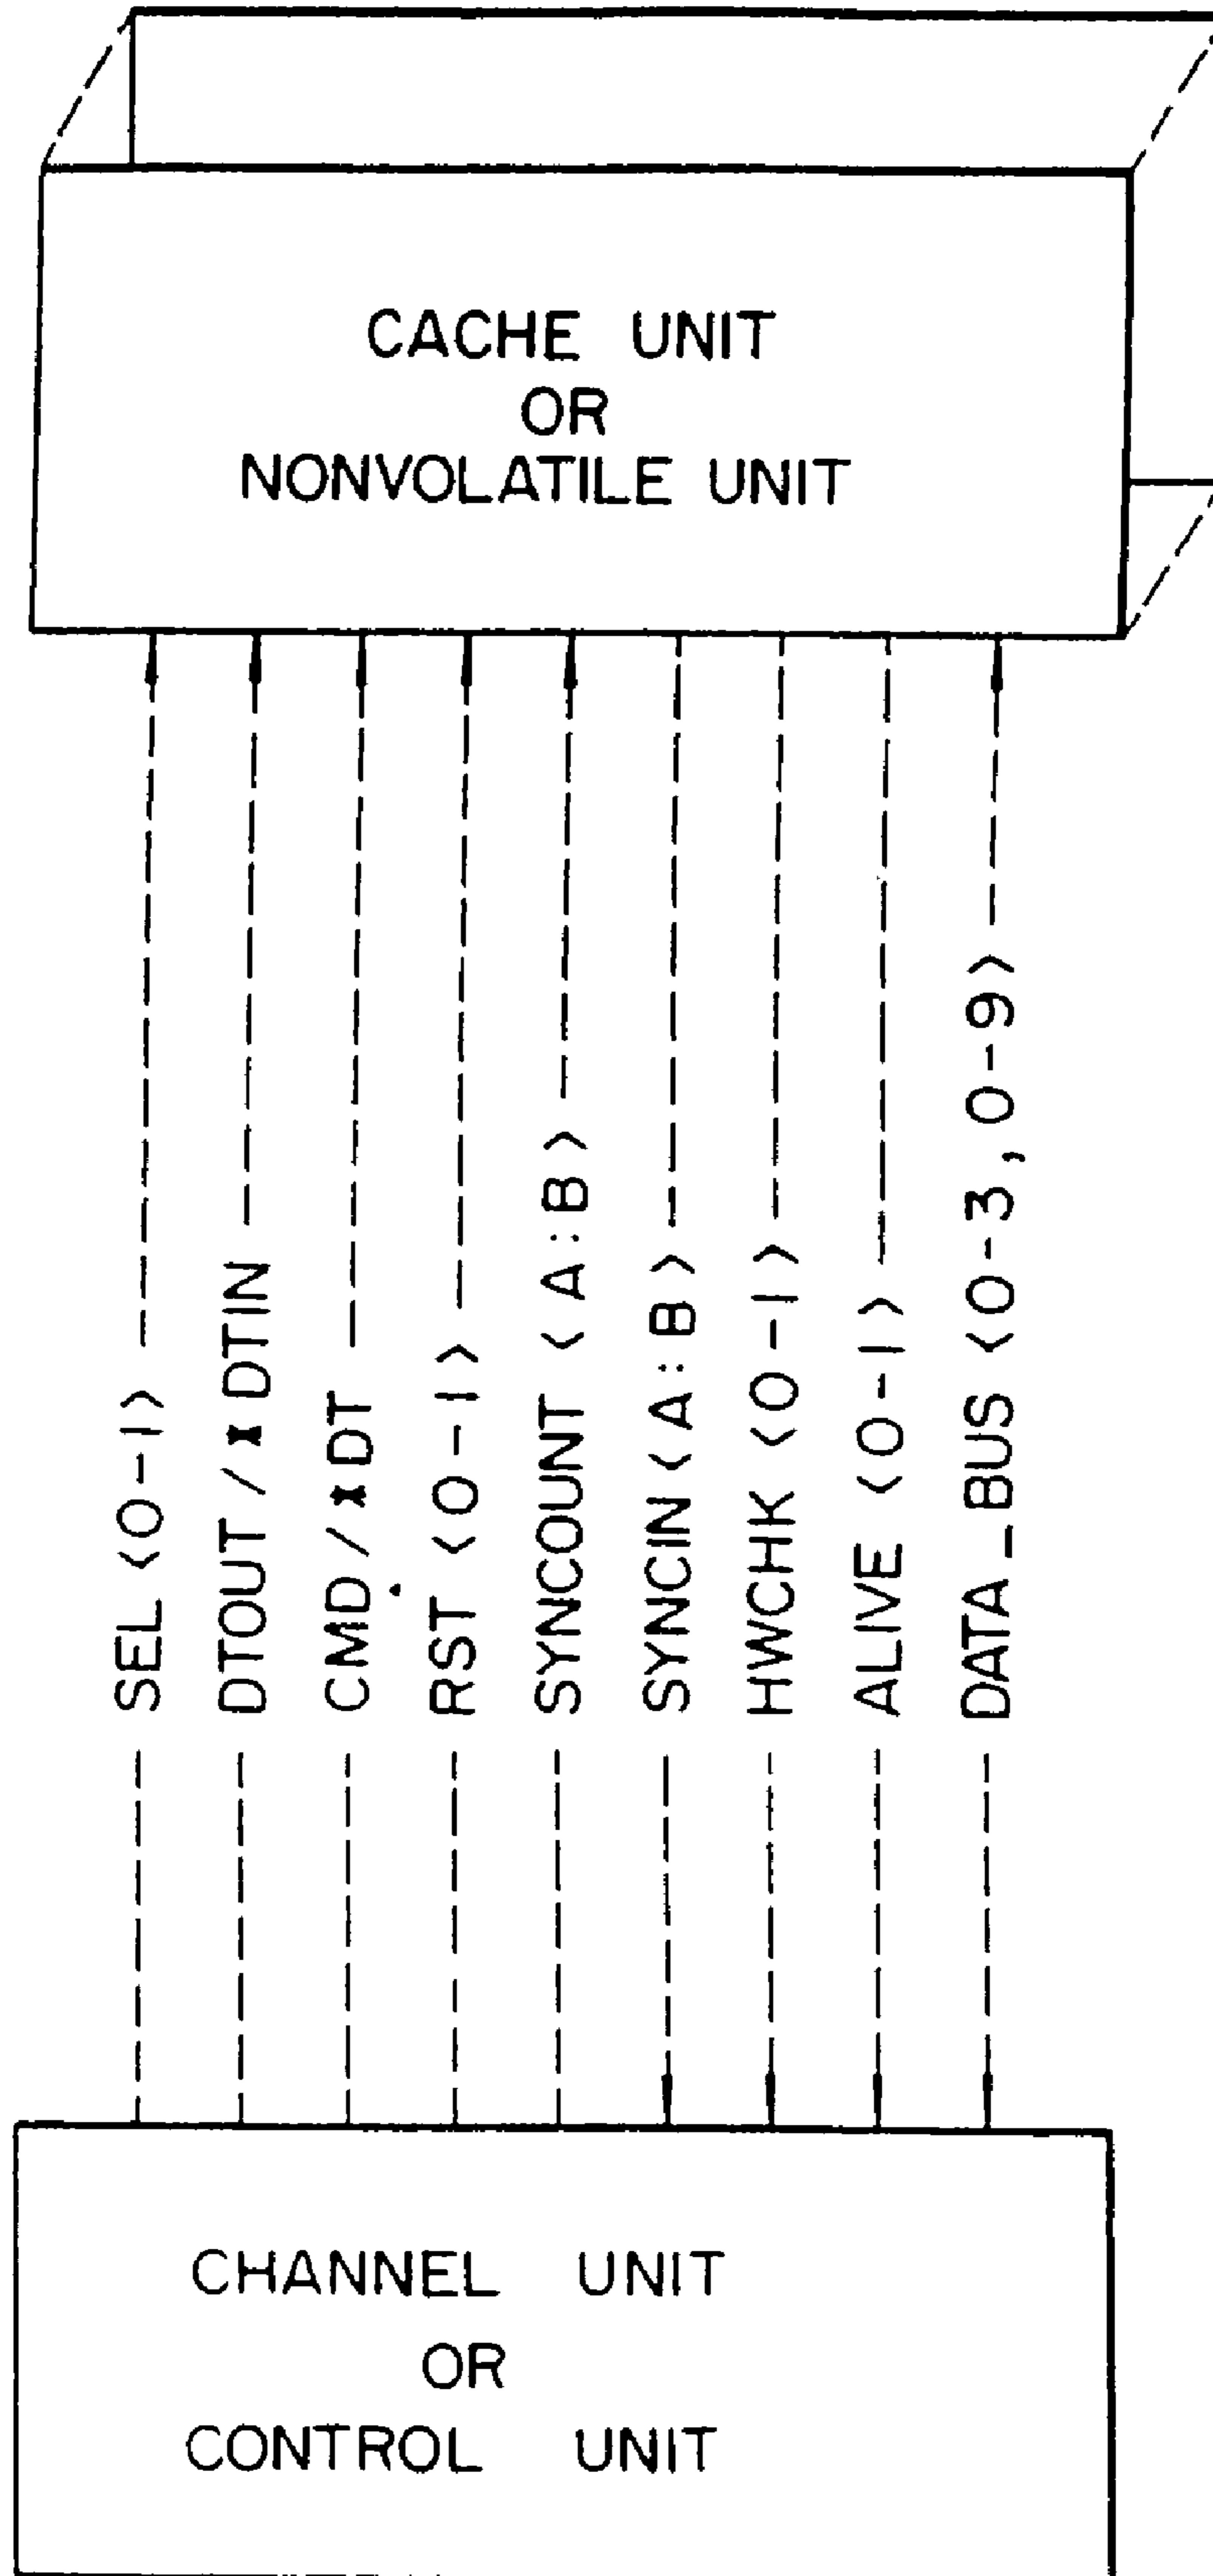 CACHE UNIT
OR
NONVOLATILE UNIT
SEL <0-1>
DTOUT / * DTIN
CMD / * DT
RST <0-1>
SYNCOUNT <A:B>
SYNCIN <A:B>
HWCHK <0-1>
ALIVE <0-1>
DATA_BUS <0-3, 0-9>
CHANNEL UNIT
OR
CONTROL UNIT